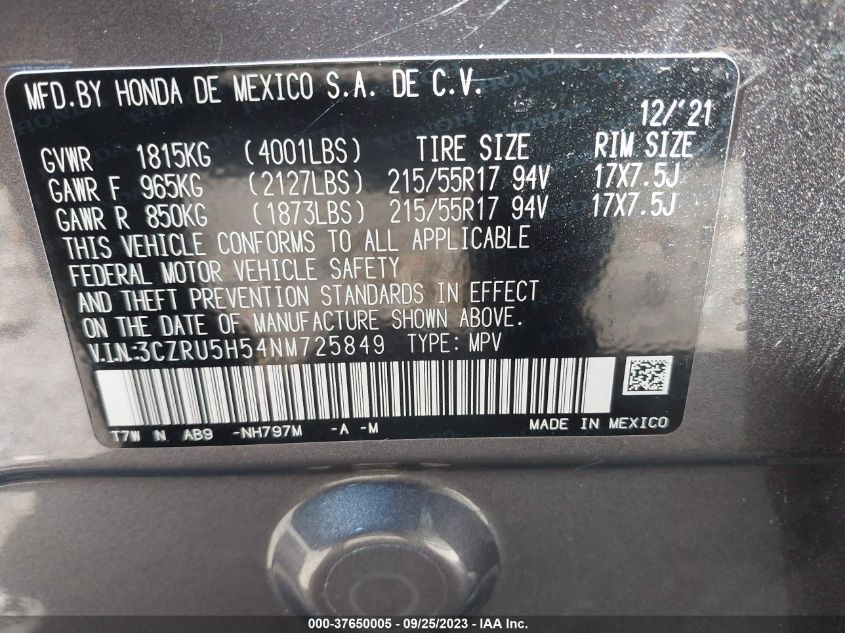 MFD.BY HONDA DE MEXICO S.A. DE C.V.
12/'21
GVWR 1815KG (4001LBS) TIRE SIZE RIM SIZE
GAWR F 965KG (2127LBS) 215/55R17 94V 17X7.5J
GAWR R 850KG (1873LBS) 215/55R17 94V 17X7.5J
THIS VEHICLE CONFORMS TO ALL APPLICABLE
FEDERAL MOTOR VEHICLE SAFETY
AND THEFT PREVENTION STANDARDS IN EFFECT
ON THE DATE OF MANUFACTURE SHOWN ABOVE.
V.I.N:3CZRU5H54NM725849 TYPE: MPV
T7W N AB9 -NH797M -A -M MADE IN MEXICO
000-37650005 - 09/25/2023 - IAAI, Inc.